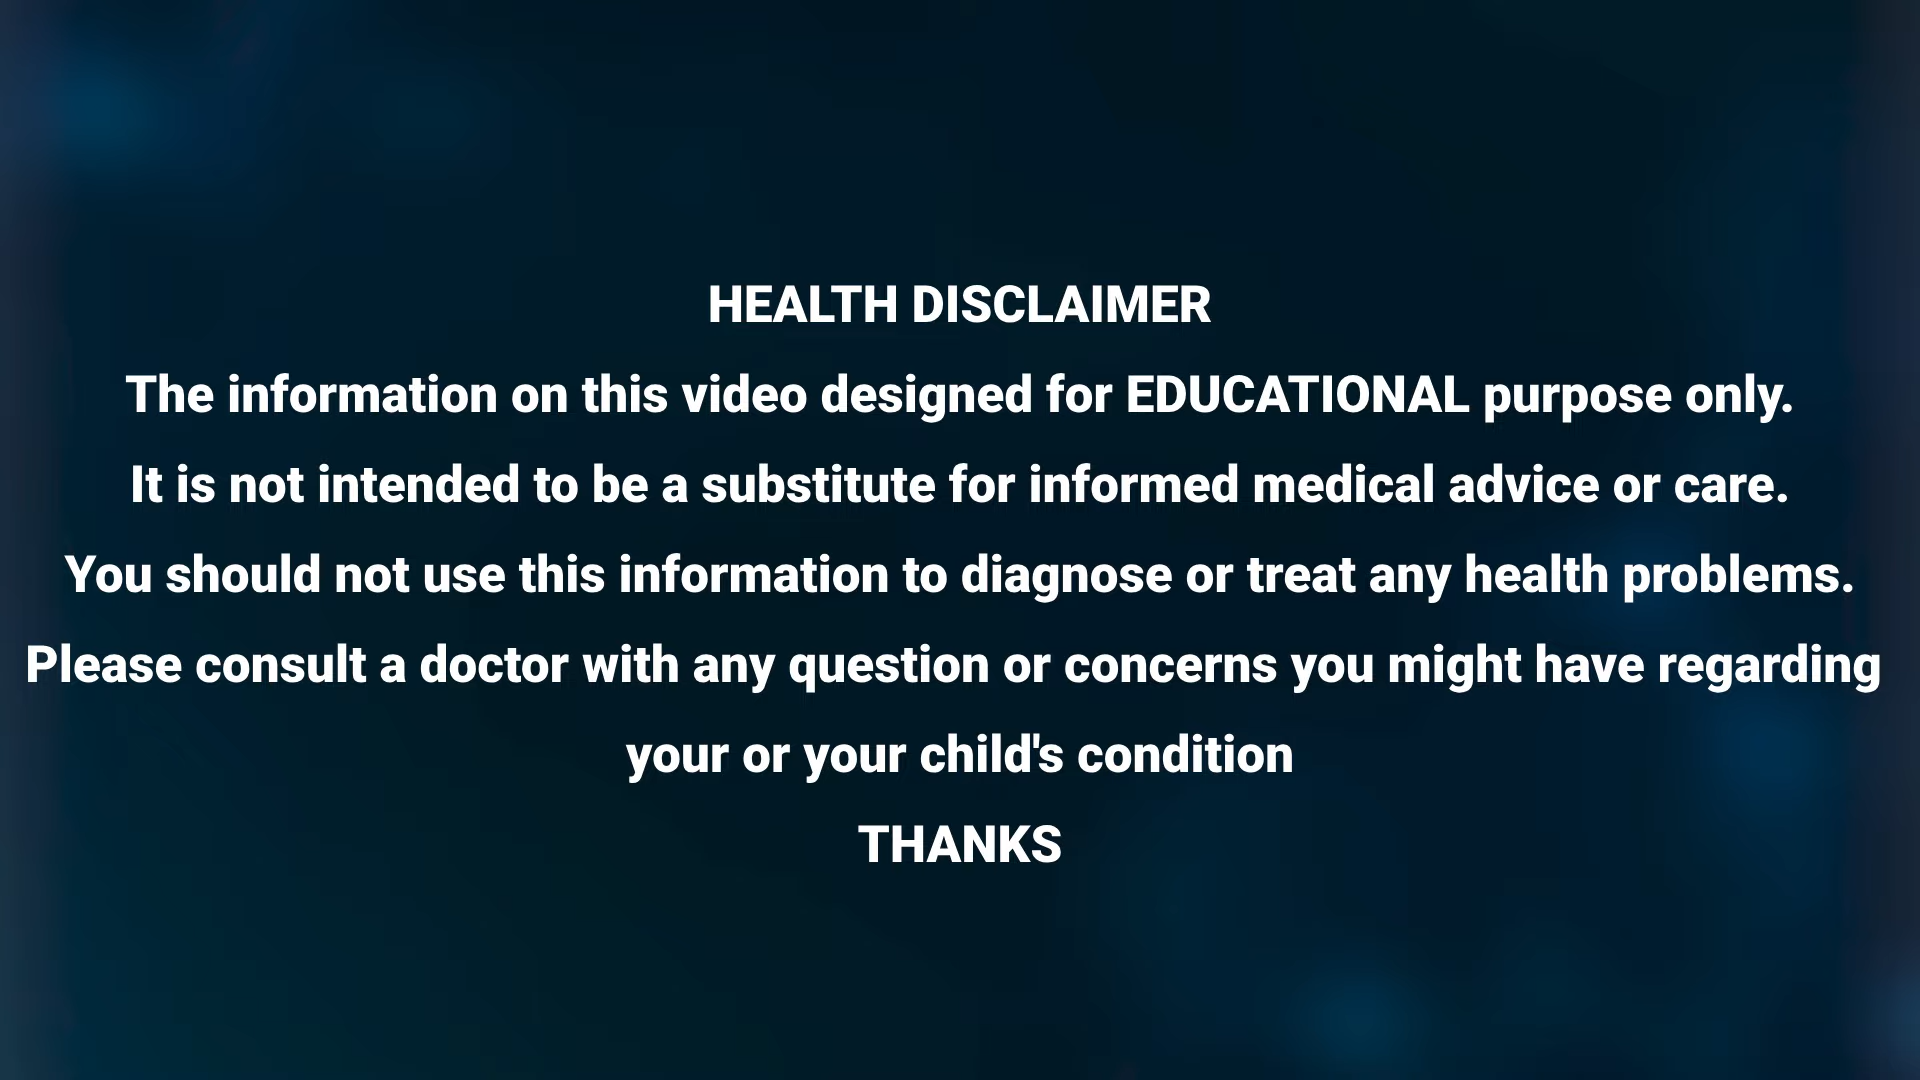 HEALTH DISCLAIMER
The information on this video designed for EDUCATIONAL purpose only.
It is not intended to be a substitute for informed medical advice or care.
You should not use this information to diagnose or treat any health problems.
Please consult a doctor with any question or concerns you might have regarding
your or your child's condition
THANKS